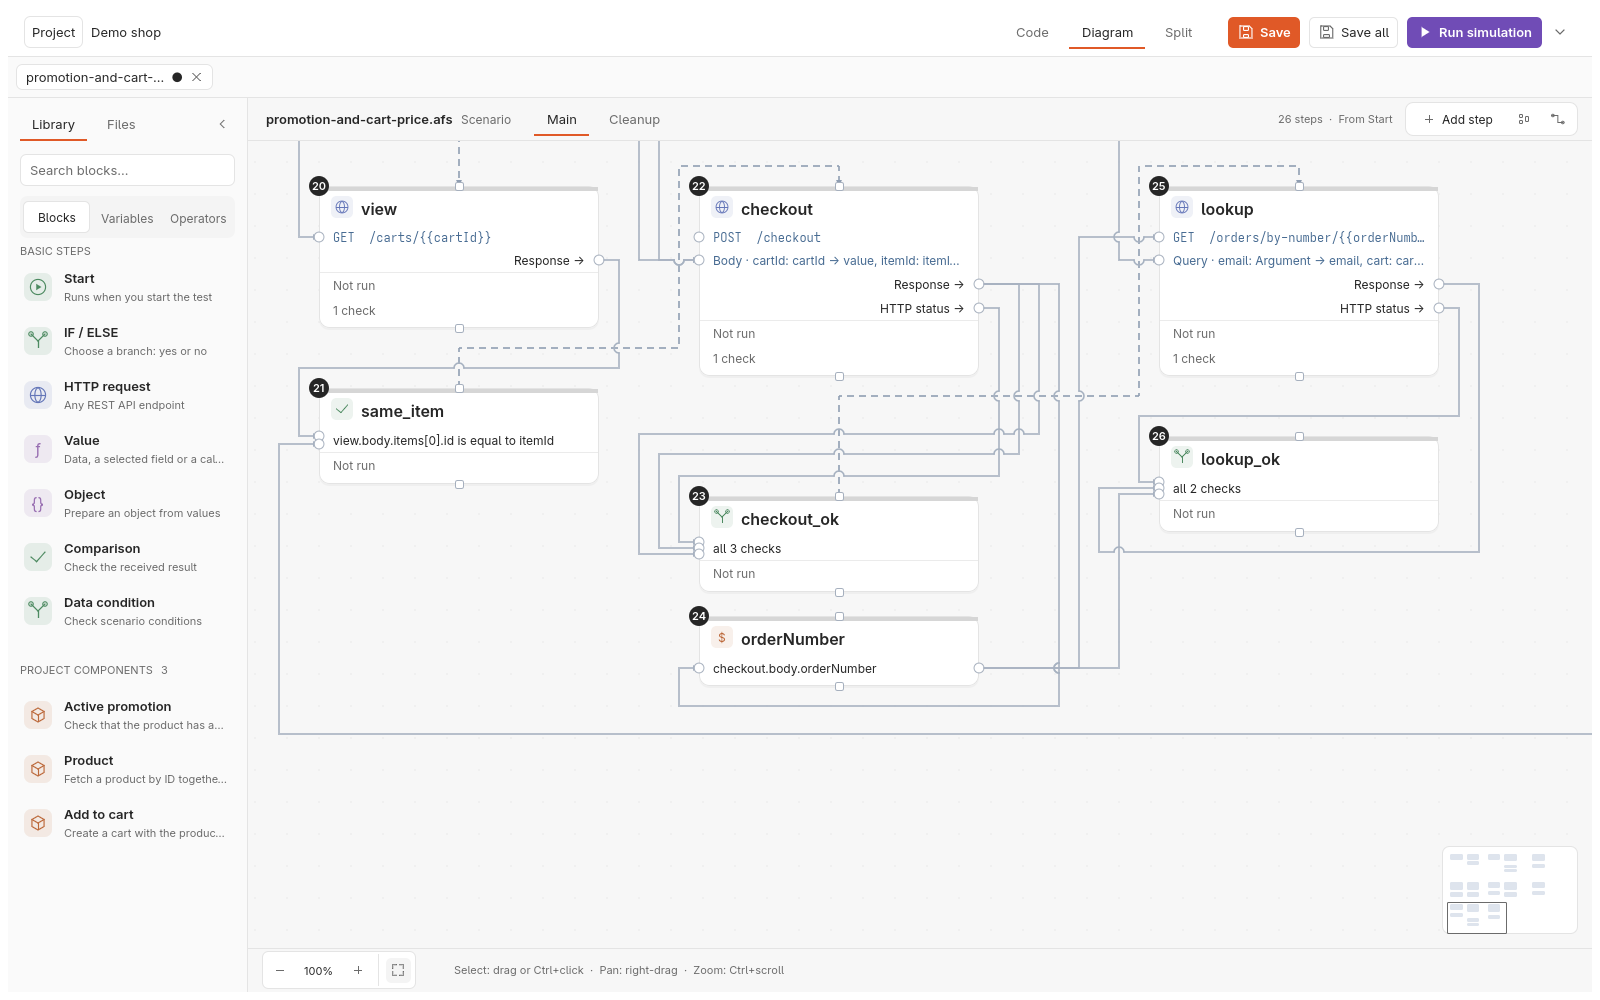 Project Demo shop
Code Diagram Split Save Save all Run simulation
promotion-and-cart-...
Library Files
promotion-and-cart-price.afs Scenario Main Cleanup
26 steps · From Start Add step
Search blocks...
Blocks Variables Operators
BASIC STEPS
Start
Runs when you start the test
IF / ELSE
Choose a branch: yes or no
HTTP request
Any REST API endpoint
Value
Data, a selected field or a cal...
Object
Prepare an object from values
Comparison
Check the received result
Data condition
Check scenario conditions
PROJECT COMPONENTS 3
Active promotion
Check that the product has a...
Product
Fetch a product by ID togethe...
Add to cart
Create a cart with the produc...
20
view
GET /carts/{{cartId}}
Response →
Not run
1 check
21
same_item
view.body.items[0].id is equal to itemId
Not run
22
checkout
POST /checkout
Body · cartId: cartId → value, itemId: itemI...
Response →
HTTP status →
Not run
1 check
23
checkout_ok
all 3 checks
Not run
24
$ orderNumber
checkout.body.orderNumber
25
lookup
GET /orders/by-number/{{orderNumb…
Query · email: Argument → email, cart: car...
Response →
HTTP status →
Not run
1 check
26
lookup_ok
all 2 checks
Not run
100%
Select: drag or Ctrl+click · Pan: right-drag · Zoom: Ctrl+scroll